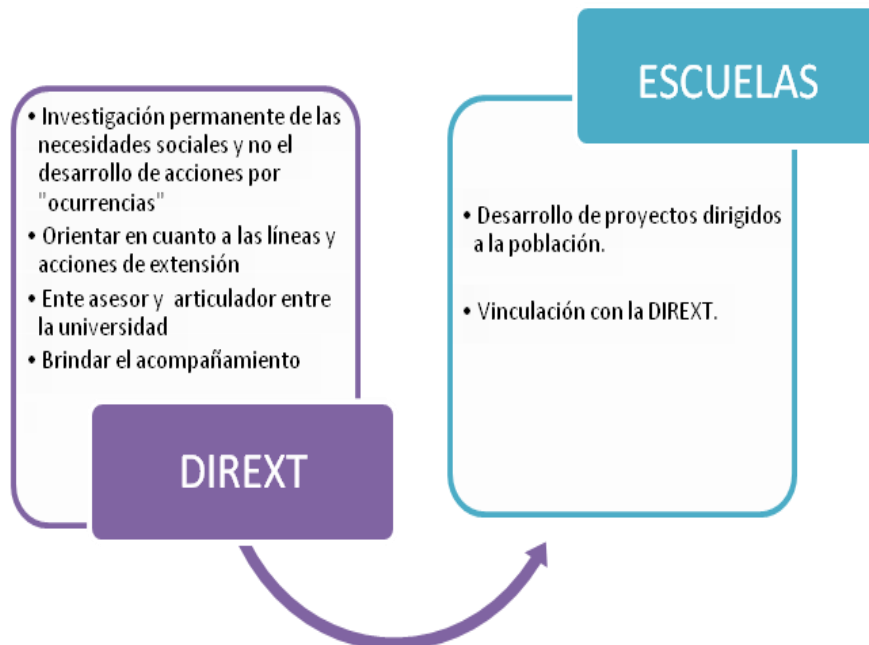 • Investigación permanente de las
necesidades sociales y no el
desarrollo de acciones por
"ocurrencias"
• Orientar en cuanto a las líneas y
acciones de extensión
• Ente asesor y articulador entre
la universidad
• Brindar el acompañamiento
DIREXT
ESCUELAS
• Desarrollo de proyectos dirigidos
a la población.
• Vinculación con la DIREXT.